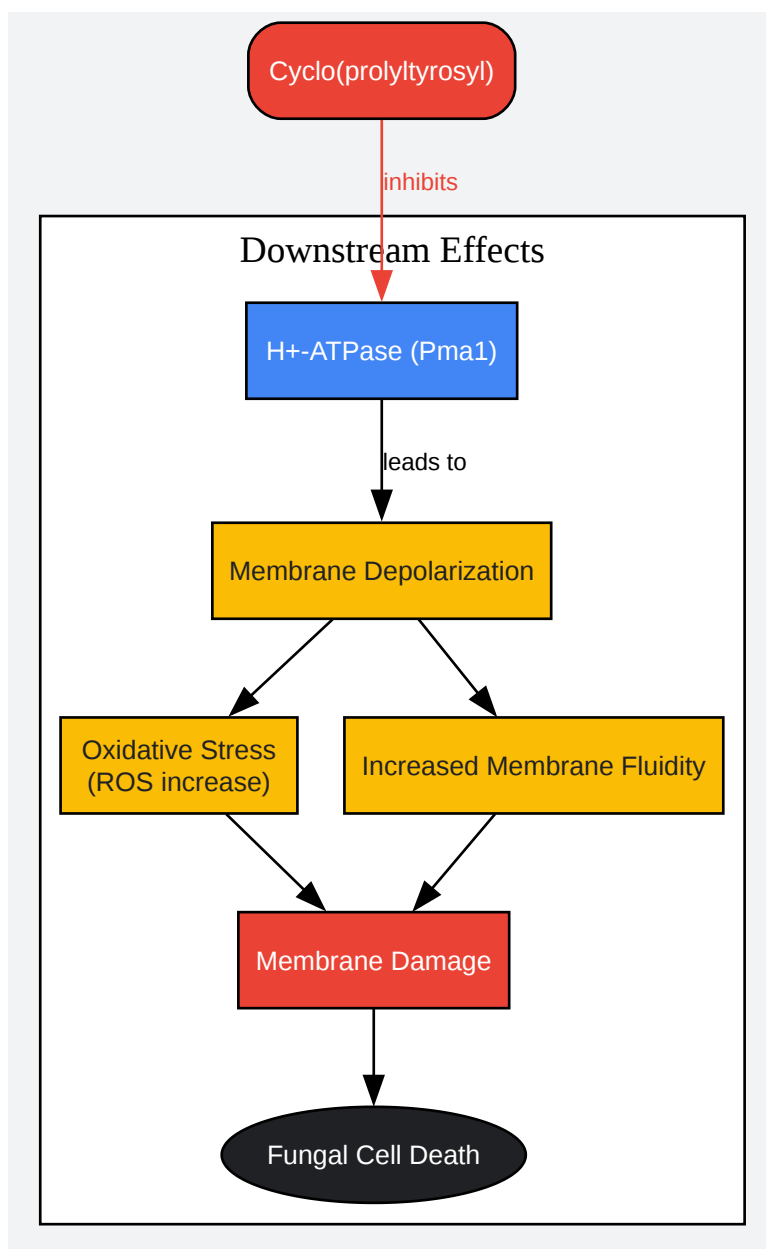 Cyclo(prolyltyrosyl)
inhibits
Downstream Effects
H+-ATPase (Pma1)
leads to
Membrane Depolarization
Oxidative Stress
(ROS increase)
Increased Membrane Fluidity
Membrane Damage
Fungal Cell Death